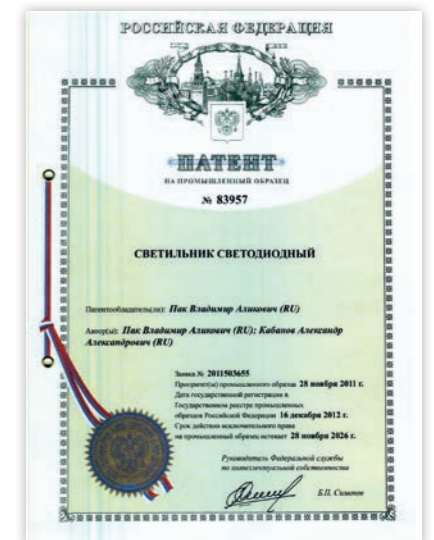 РОССИЙСКАЯ ФЕДЕРАЦИЯ
ПАТЕНТ
НА ПРОМЫШЛЕННЫЙ ОБРАЗЕЦ
№ 83957
СВЕТИЛЬНИК СВЕТОДИОДНЫЙ
Патентообладатель(ли): Пак Владимир Аликович (RU)
Автор(ы): Пак Владимир Аликович (RU); Кабапов Александр
Александрович (RU)
Заявка № 2011503655
Приоритет(ы) промышленного образца 28 ноября 2011 г.
Дата государственной регистрации в
Государственном реестре промышленных
образцов Российской Федерации 16 декабря 2012 г.
Срок действия исключительного права
на промышленный образец истекает 28 ноября 2026 г.
Руководитель Федеральной службы
по интеллектуальной собственности
Б.П. Симонов